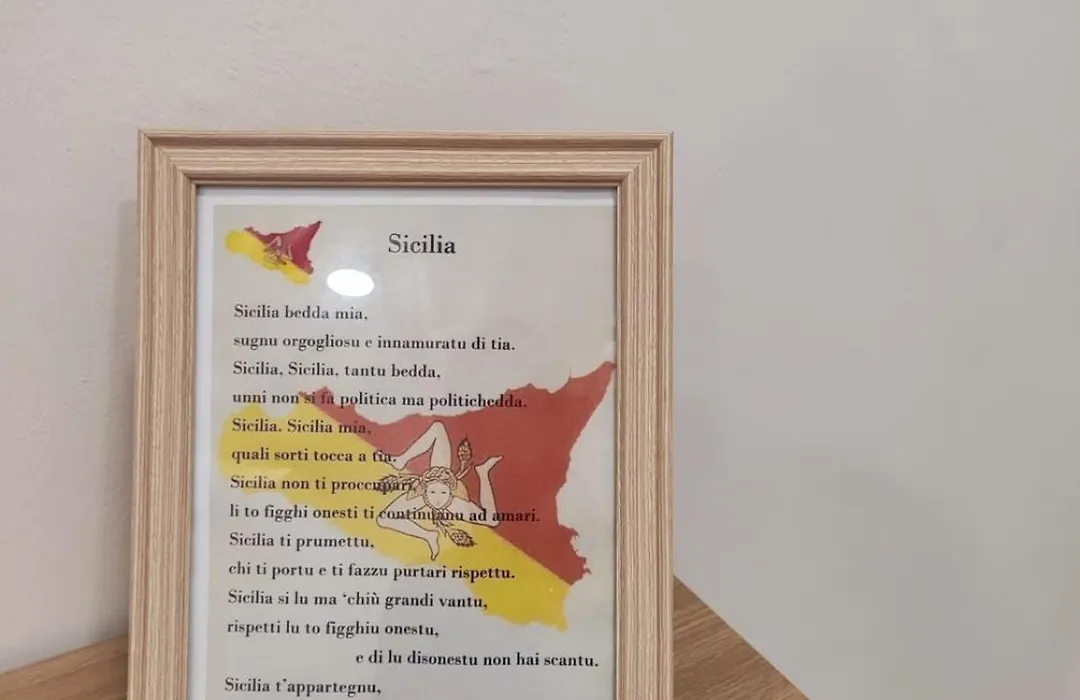 Sicilia
Sicilia bedda mia,
sugnu orgogliosu e innamuratu di tia.
Sicilia, Sicilia, tantu bedda,
unni non si fa politica ma politichedda.
Sicilia. Sicilia mia,
quali sorti tocca a tia.
Sicilia non ti proccupari,
li to figghi onesti ti continuanu ad amari.
Sicilia ti prumettu,
chi ti portu e ti fazzu purtari rispettu.
Sicilia si lu ma ‘chiù grandi vantu,
rispetti lu to figghiu onestu,
e di lu disonestu non hai scantu.
Sicilia t’appartegnu,